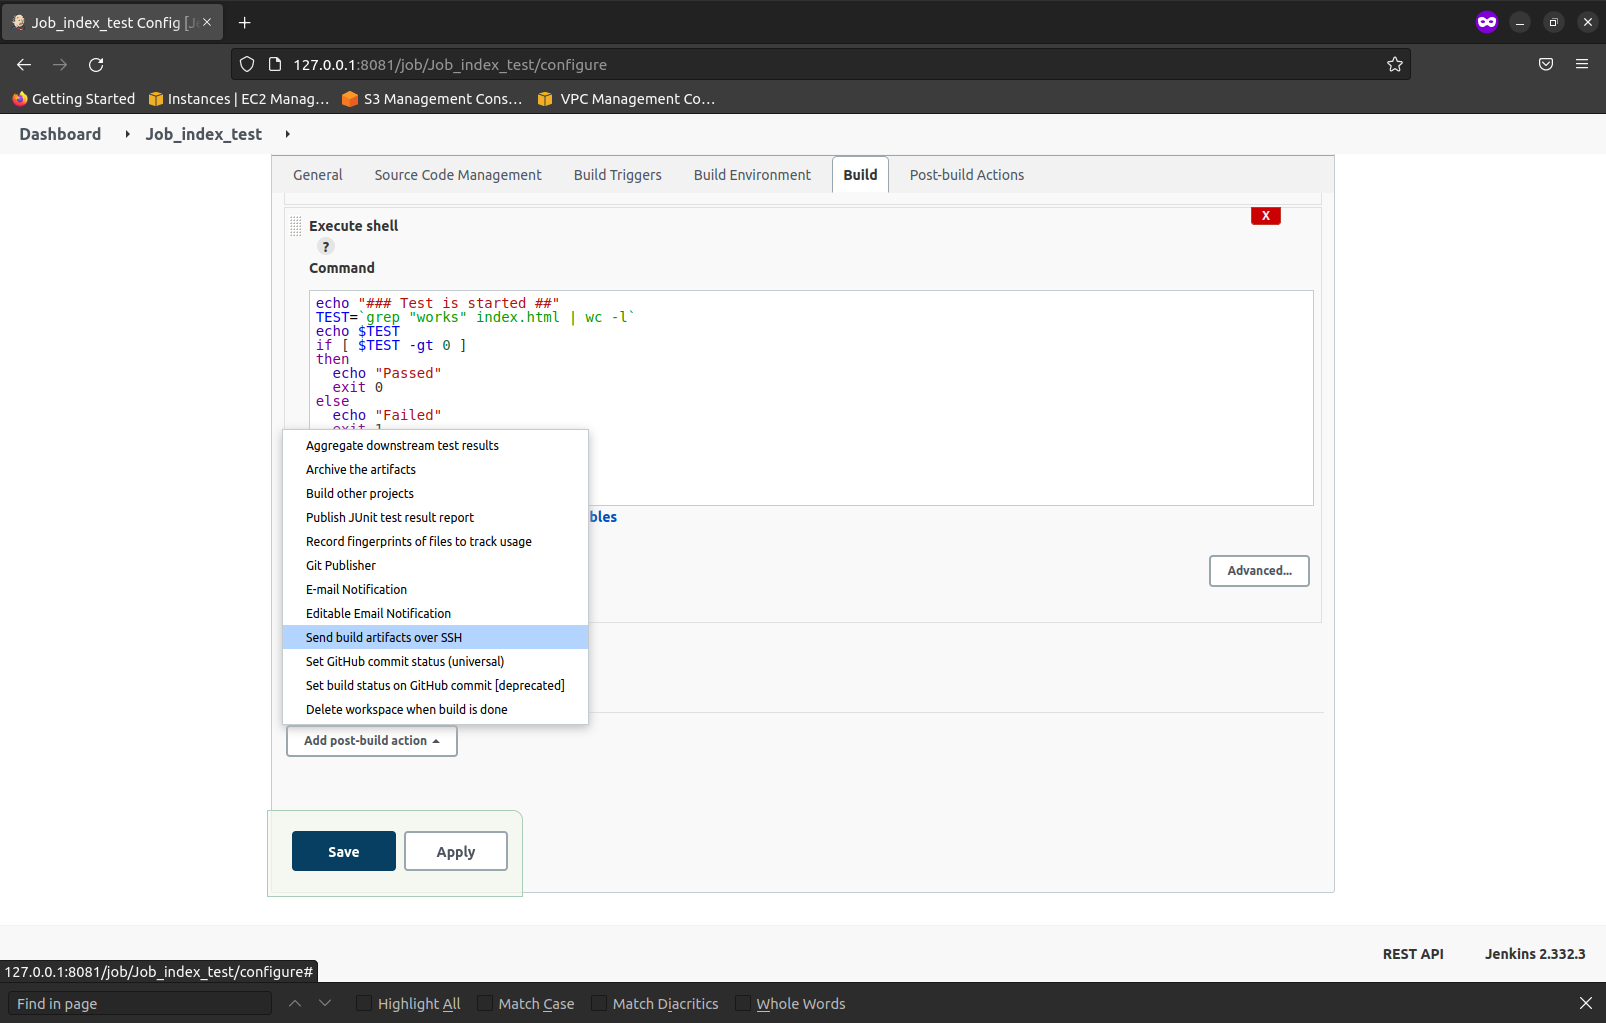 Job_index_test Config [Je
127.0.0.1:8081/job/Job_index_test/configure
Getting Started
Instances | EC2 Manag…
S3 Management Cons…
VPC Management Co…
Dashboard
Job_index_test
General
Source Code Management
Build Triggers
Build Environment
Build
Post-build Actions
Execute shell
X
?
Command
echo "### Test is started ##"
TEST=`grep "works" index.html | wc -l`
echo $TEST
if [ $TEST -gt 0 ]
then
echo "Passed"
exit 0
else
echo "Failed"
exit 1
Aggregate downstream test results
Archive the artifacts
Build other projects
Publish JUnit test result report
bles
Record fingerprints of files to track usage
Git Publisher
Advanced...
E-mail Notification
Editable Email Notification
Send build artifacts over SSH
Set GitHub commit status (universal)
Set build status on GitHub commit [deprecated]
Delete workspace when build is done
Add post-build action
Save
Apply
REST API
Jenkins 2.332.3
127.0.0.1:8081/job/Job_index_test/configure#
Find in page
Highlight All
Match Case
Match Diacritics
Whole Words